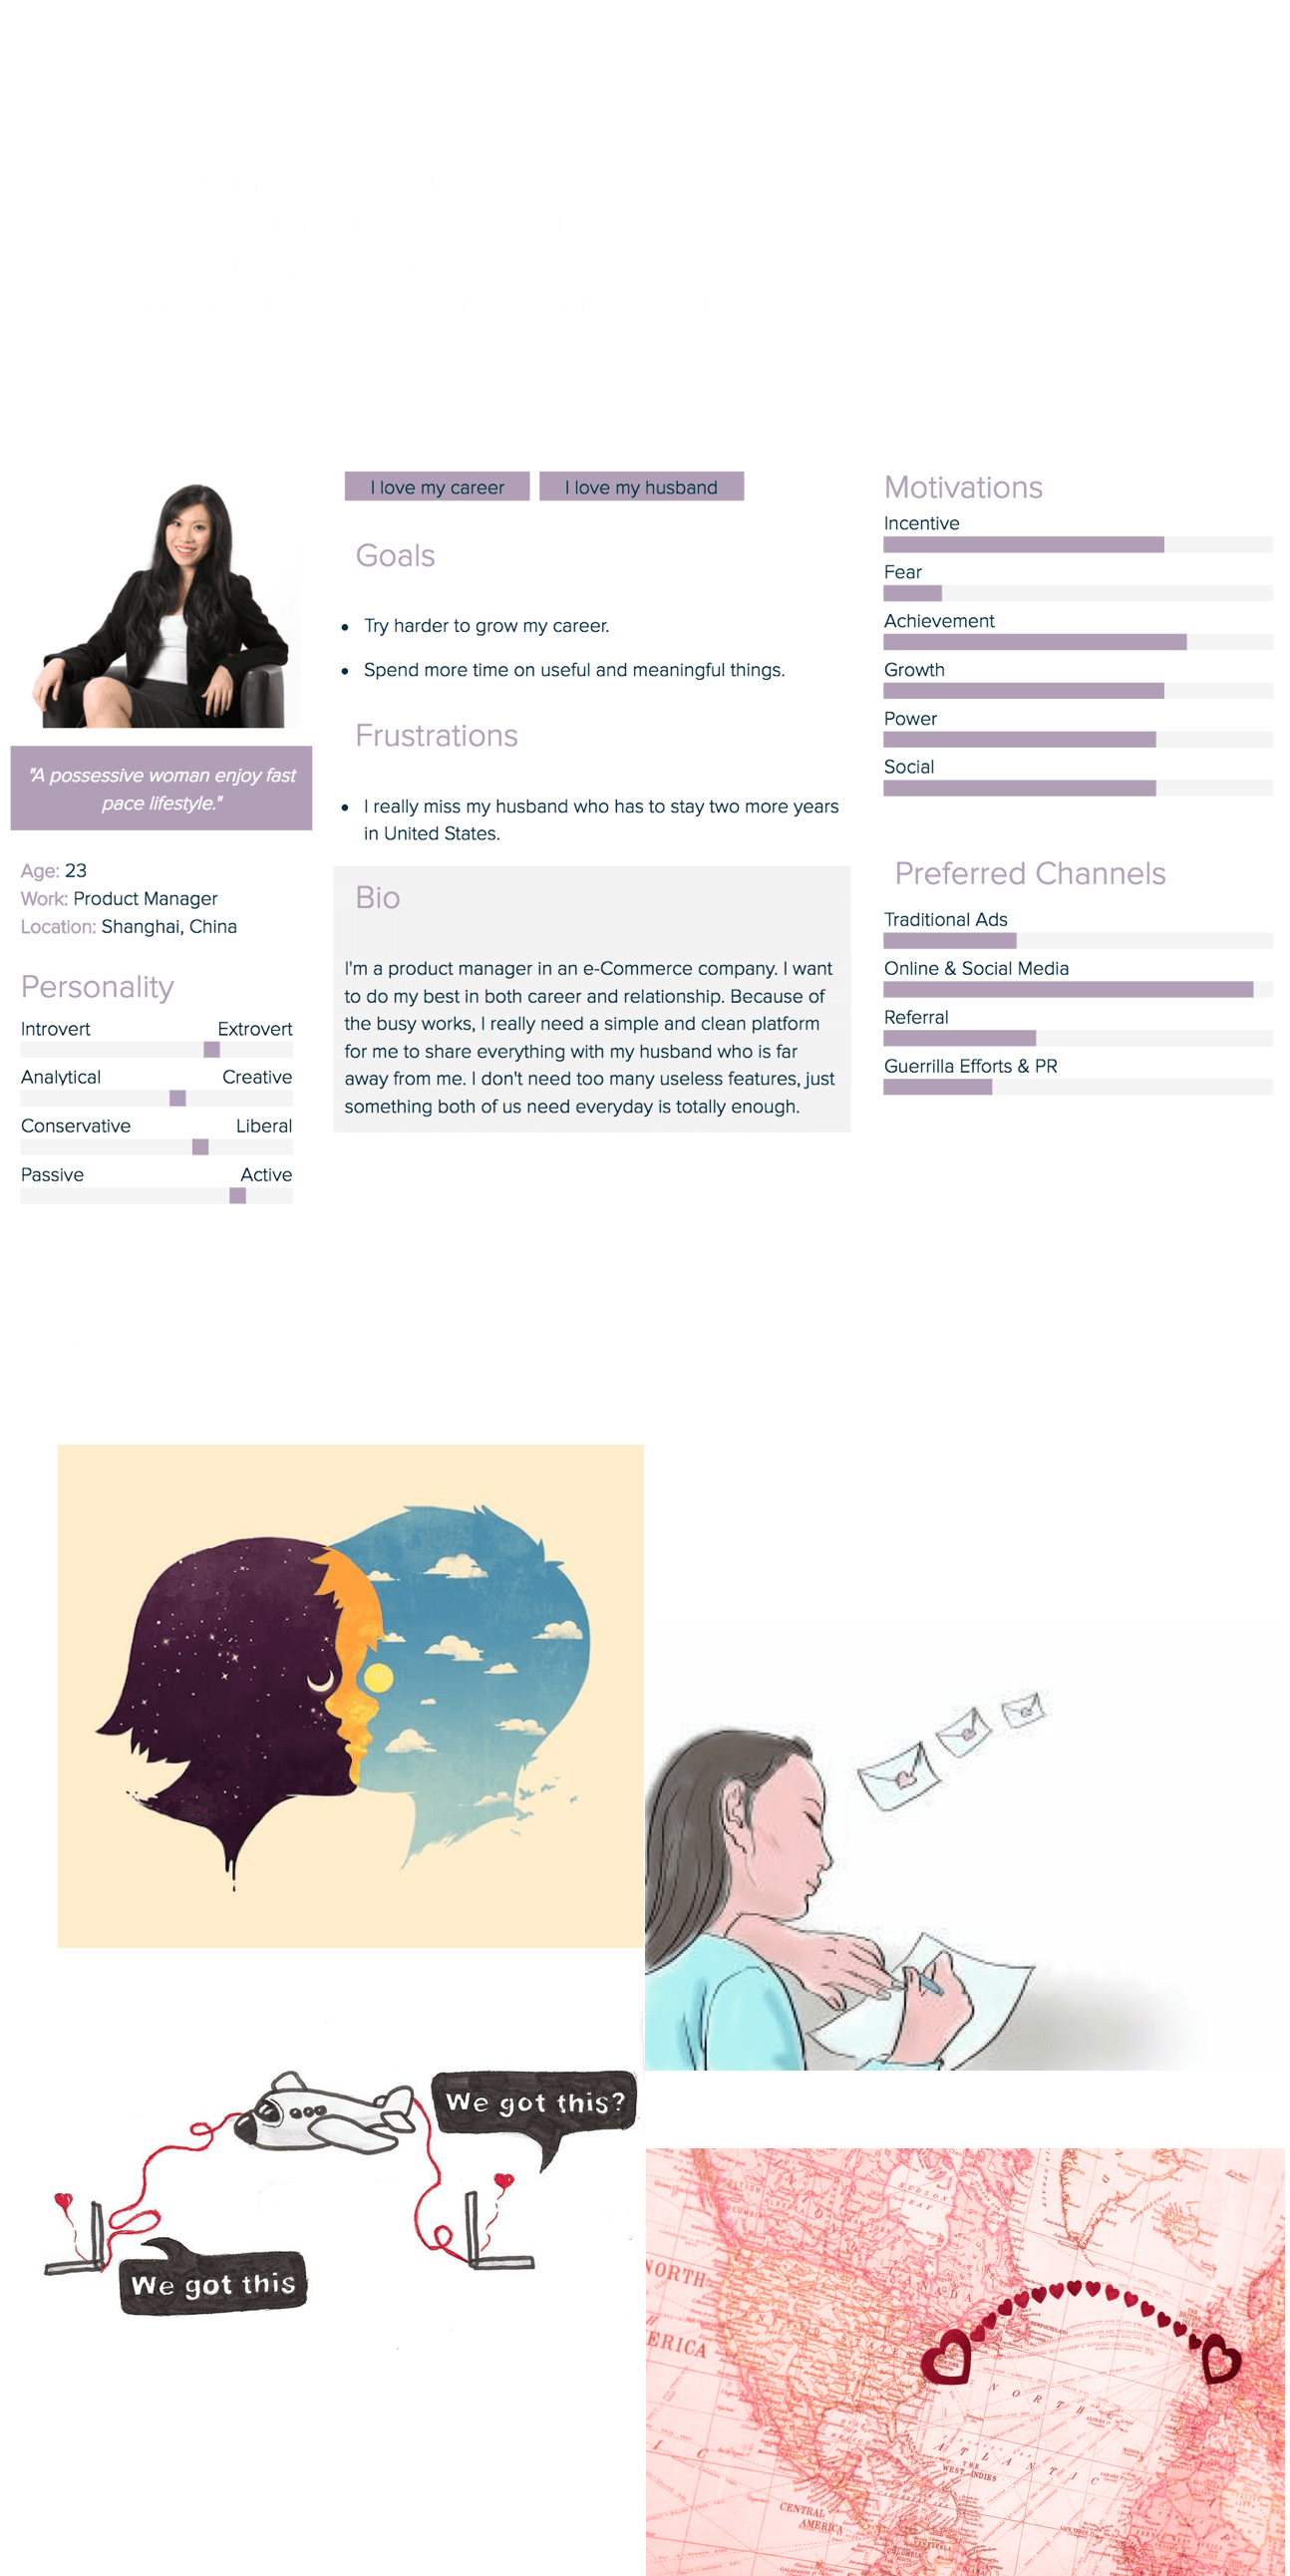 I love my career
I love my husband
Goals
Try harder to grow my career.
Spend more time on useful and meaningful things.
Frustrations
I really miss my husband who has to stay two more years
in United States.
Bio
I'm a product manager in an e-Commerce company. I want
to do my best in both career and relationship. Because of
the busy works, I really need a simple and clean platform
for me to share everything with my husband who is far
away from me. I don't need too many useless features, just
something both of us need everyday is totally enough.
"A possessive woman enjoy fast
pace lifestyle."
Age: 23
Work: Product Manager
Location: Shanghai, China
Personality
Introvert Extrovert
Analytical Creative
Conservative Liberal
Passive Active
Motivations
Incentive
Fear
Achievement
Growth
Power
Social
Preferred Channels
Traditional Ads
Online & Social Media
Referral
Guerrilla Efforts & PR
We got this?
We got this
HUDSON
BAY
CANADA
NORTH
ERICA
NORTH
ATLANTIC
THE
WEST INDIES
CENTRAL
AMERICA